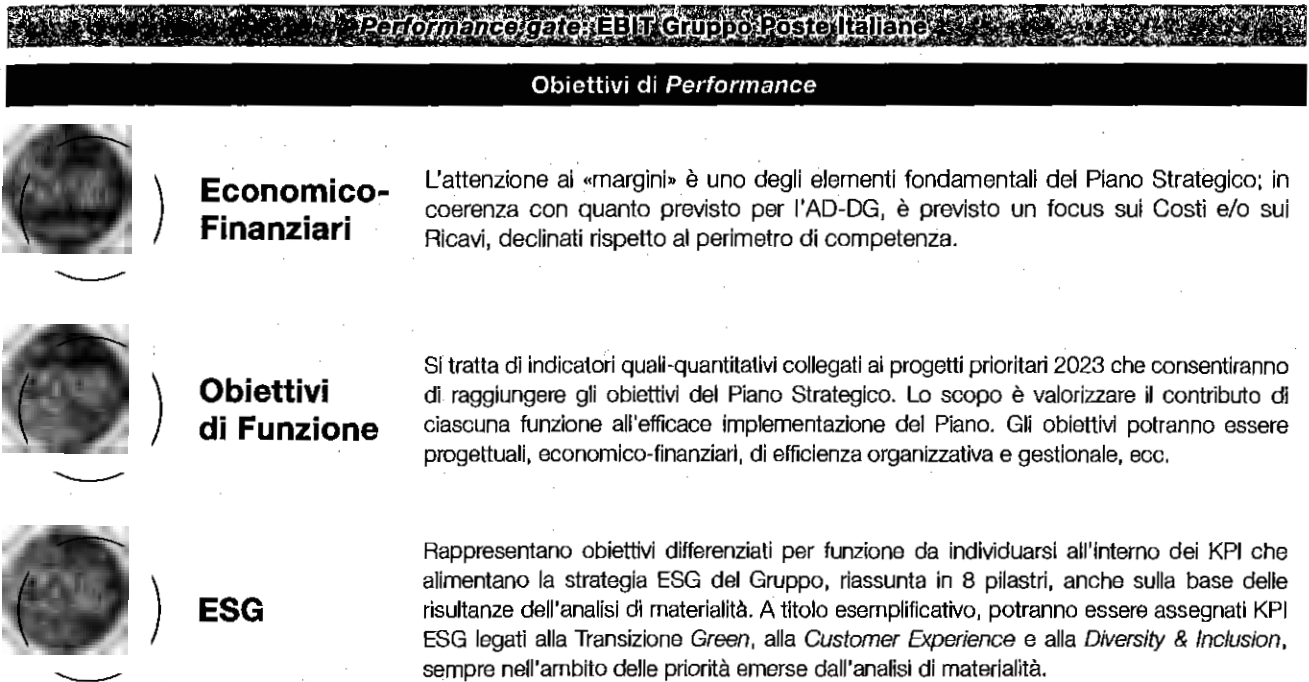 Performance gate: EBIT Gruppo Poste Italiane
Obiettivi di Performance
Economico-
Finanziari
L'attenzione ai «margini» è uno degli elementi fondamentali del Piano Strategico; in
coerenza con quanto previsto per l'AD-DG, è previsto un focus sui Costi e/o sui
Ricavi, declinati rispetto al perimetro di competenza.
Obiettivi
di Funzione
Si tratta di indicatori quali-quantitativi collegati ai progetti prioritari 2023 che consentiranno
di raggiungere gli obiettivi del Piano Strategico. Lo scopo è valorizzare il contributo di
ciascuna funzione all'efficace implementazione del Piano. Gli obiettivi potranno essere
progettuali, economico-finanziari, di efficienza organizzativa e gestionale, ecc.
ESG
Rappresentano obiettivi differenziati per funzione da individuarsi all'interno dei KPI che
alimentano la strategia ESG del Gruppo, riassunta in 8 pilastri, anche sulla base delle
risultanze dell'analisi di materialità. A titolo esemplificativo, potranno essere assegnati KPI
ESG legati alla Transizione Green, alla Customer Experience e alla Diversity & Inclusion,
sempre nell'ambito delle priorità emerse dall'analisi di materialità.